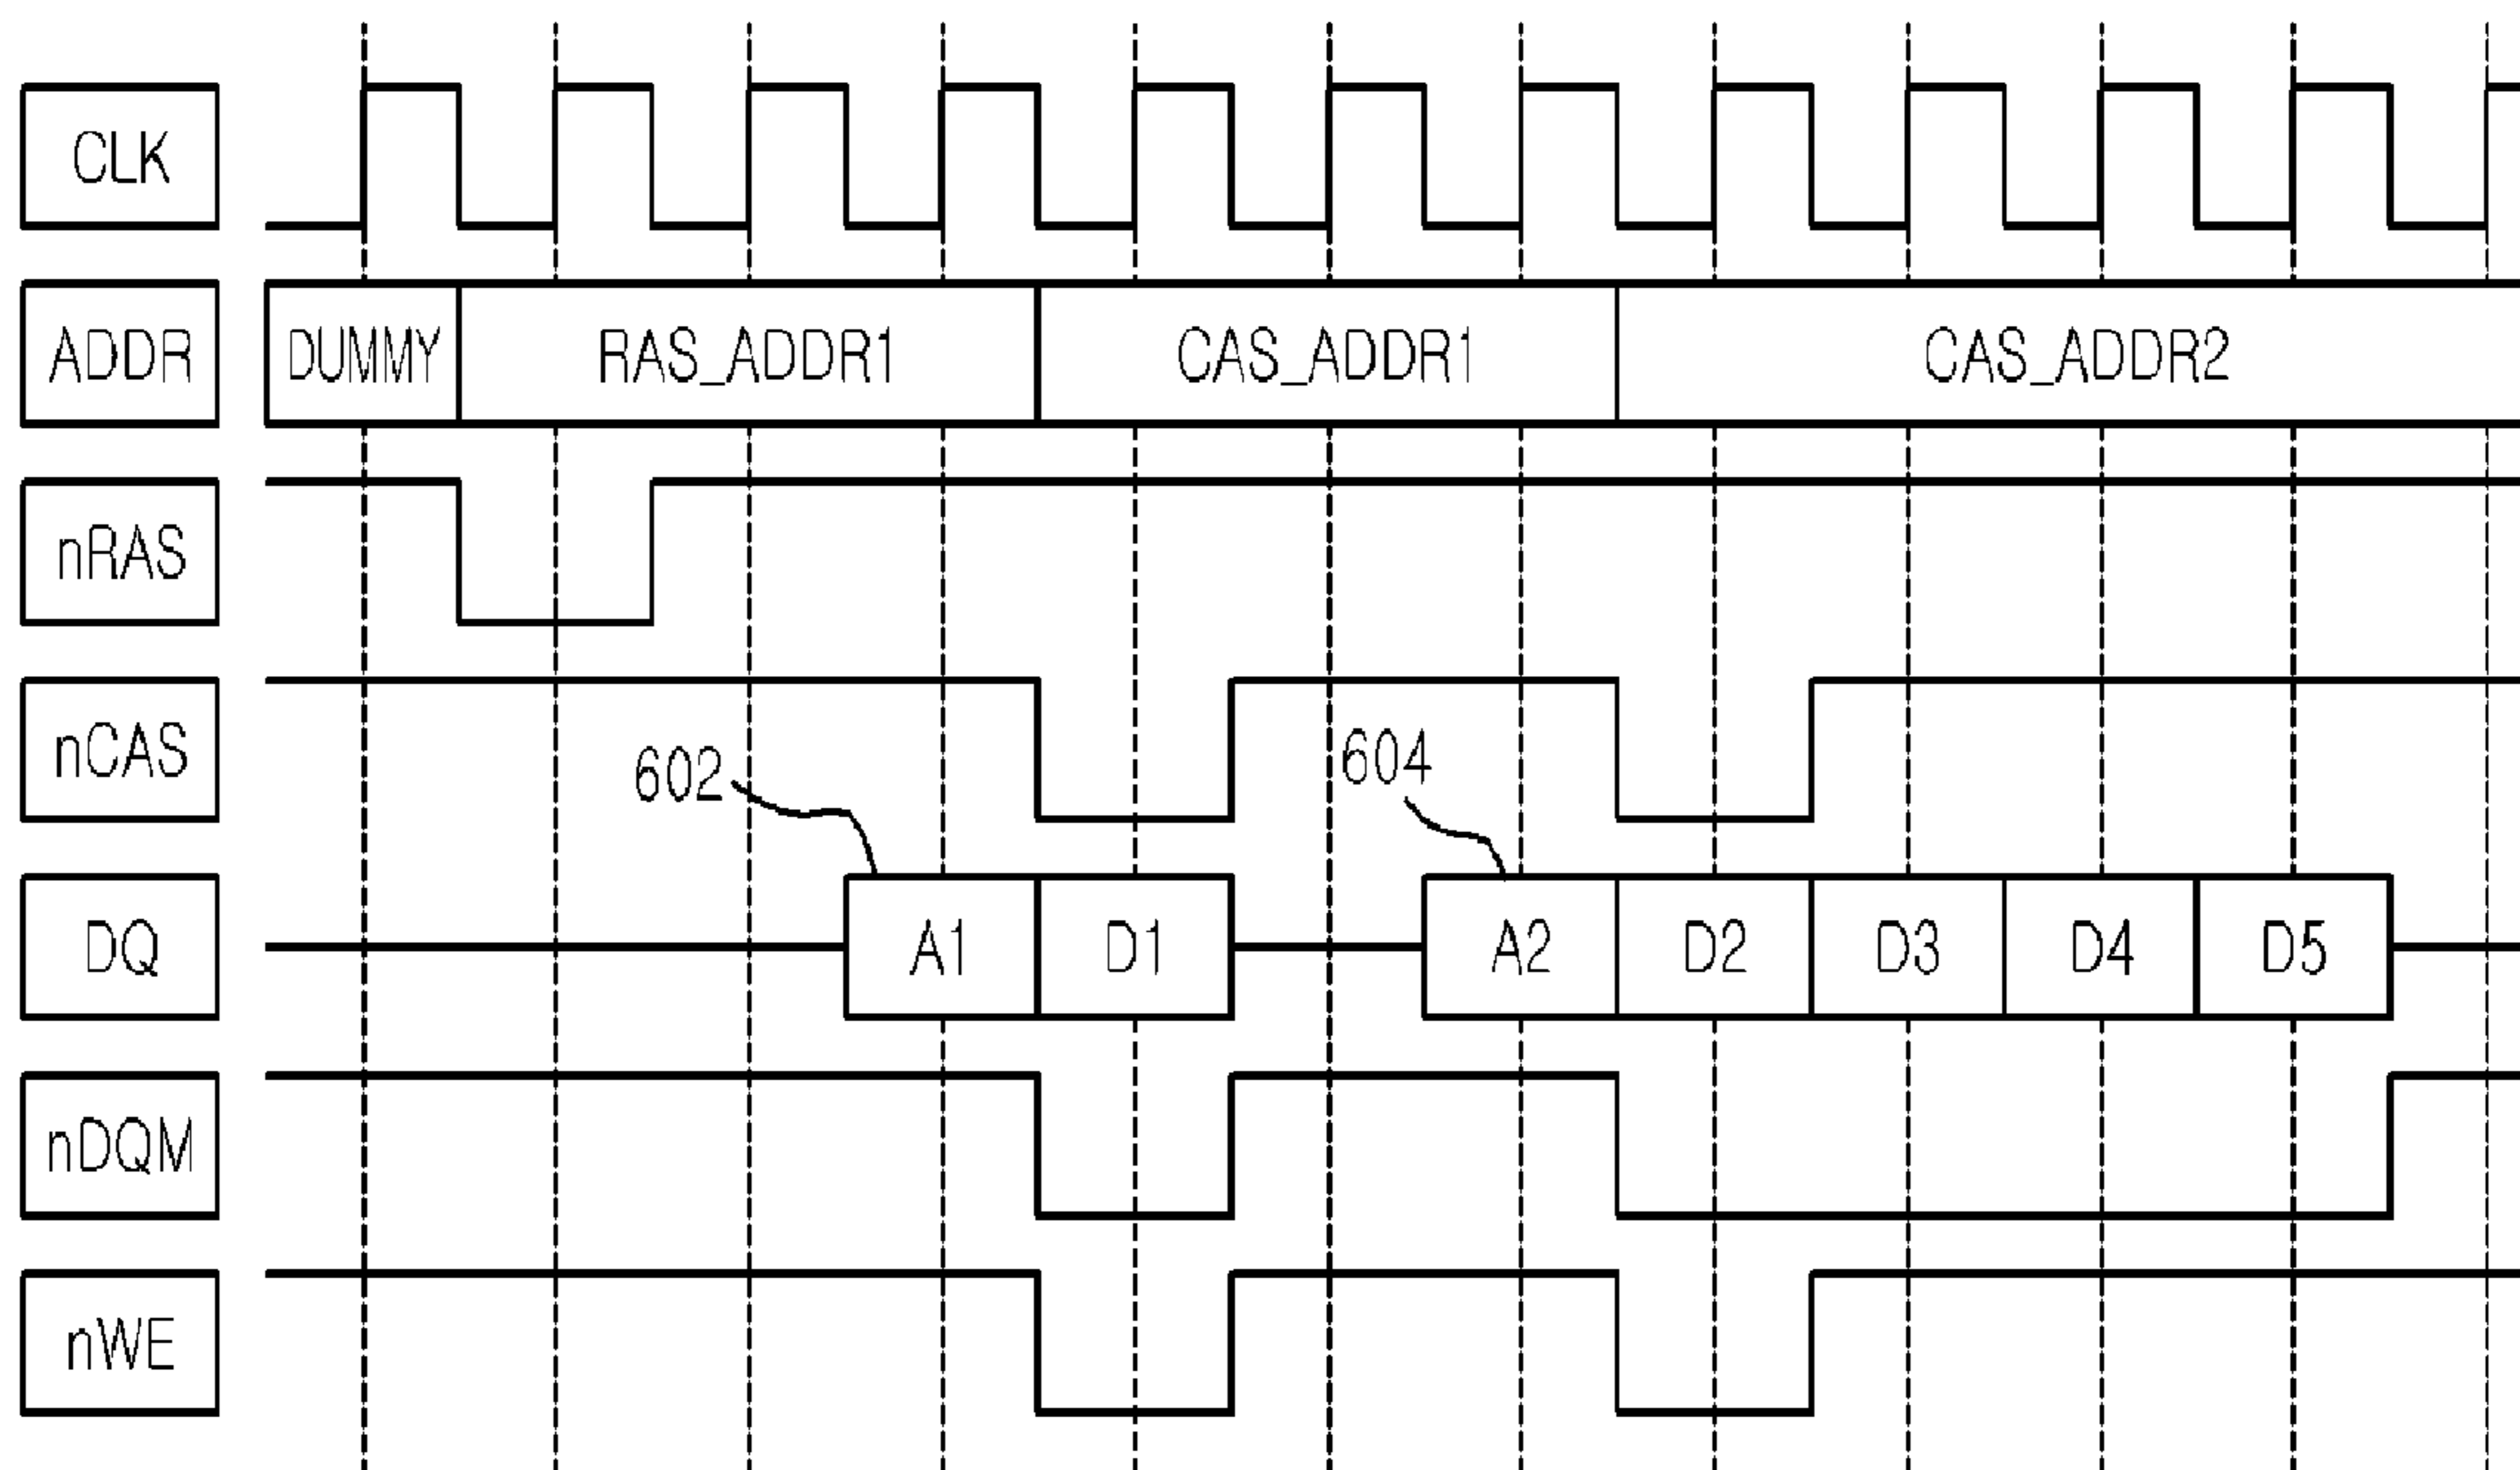 CLK
ADDR DUMMY RAS_ADDR1 CAS_ADDR1 CAS_ADDR2
nRAS
nCAS
602 604
DQ A1 D1 A2 D2 D3 D4 D5
nDQM
nWE